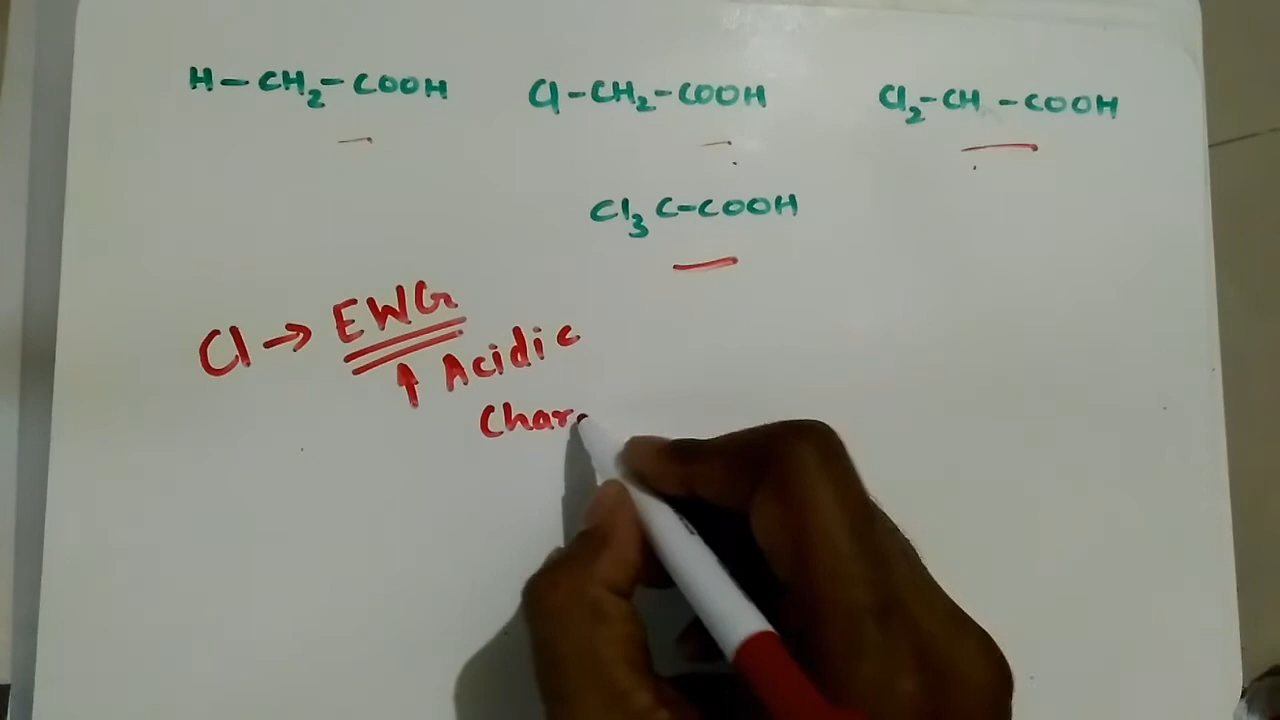 H-CH₂-COOH
Cl-CH₂-COOH
Cl₂-CH-COOH
Cl₃C-COOH
Cl → EWG
↑ Acidic
Char